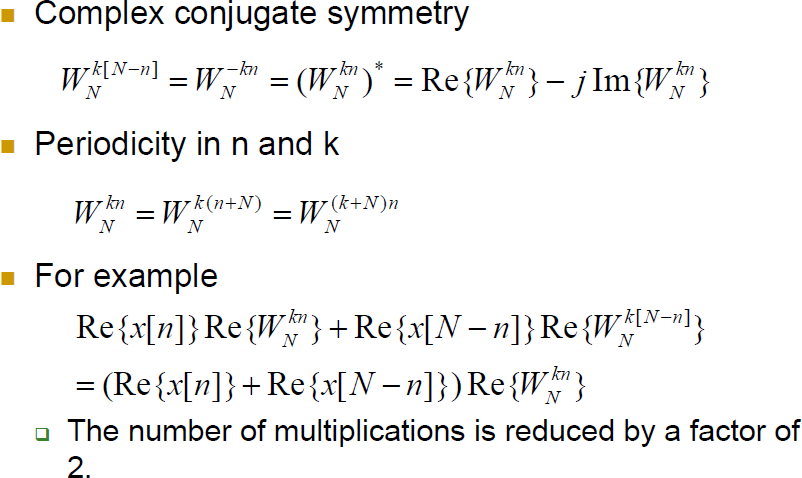 Complex conjugate symmetry
W_N^{k[N-n]} = W_N^{-kn} = (W_N^{kn})^* = Re{W_N^{kn}} − j Im{W_N^{kn}}
Periodicity in n and k
W_N^{kn} = W_N^{k(n+N)} = W_N^{(k+N)n}
For example
Re{x[n]} Re{W_N^{kn}} + Re{x[N − n]} Re{W_N^{k[N−n]}}
= (Re{x[n]} + Re{x[N − n]}) Re{W_N^{kn}}
The number of multiplications is reduced by a factor of
2.